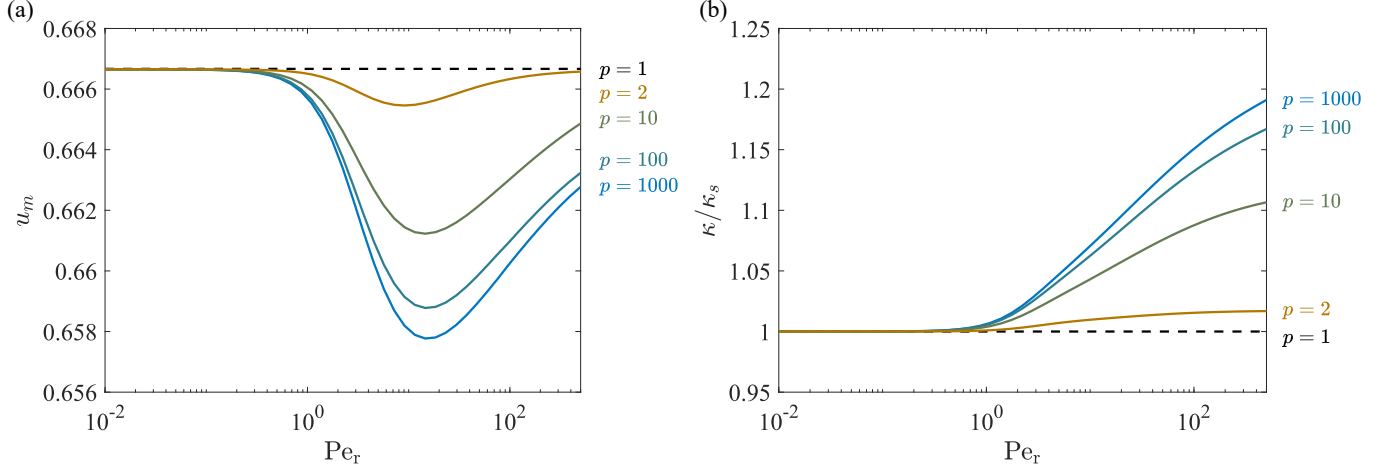 (a)
0.668
0.666
0.664
0.662
0.66
0.658
0.656
u_m
10^-2
10^0
10^2
Pe_r
p = 1
p = 2
p = 10
p = 100
p = 1000
(b)
1.25
1.2
1.15
1.1
1.05
1
0.95
κ/κ_s
10^-2
10^0
10^2
Pe_r
p = 1000
p = 100
p = 10
p = 2
p = 1